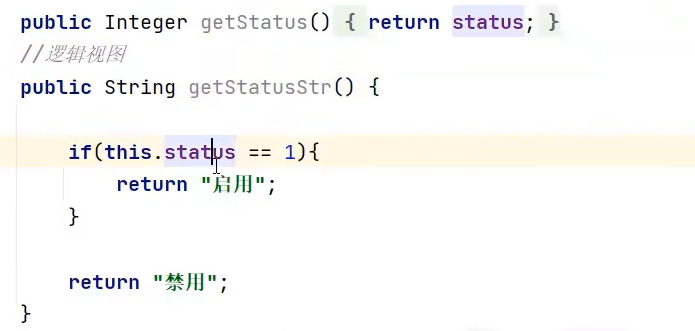 public Integer getStatus() { return status; }
//逻辑视图
public String getStatusStr() {
if(this.status == 1){
return "启用";
}
return "禁用";
}